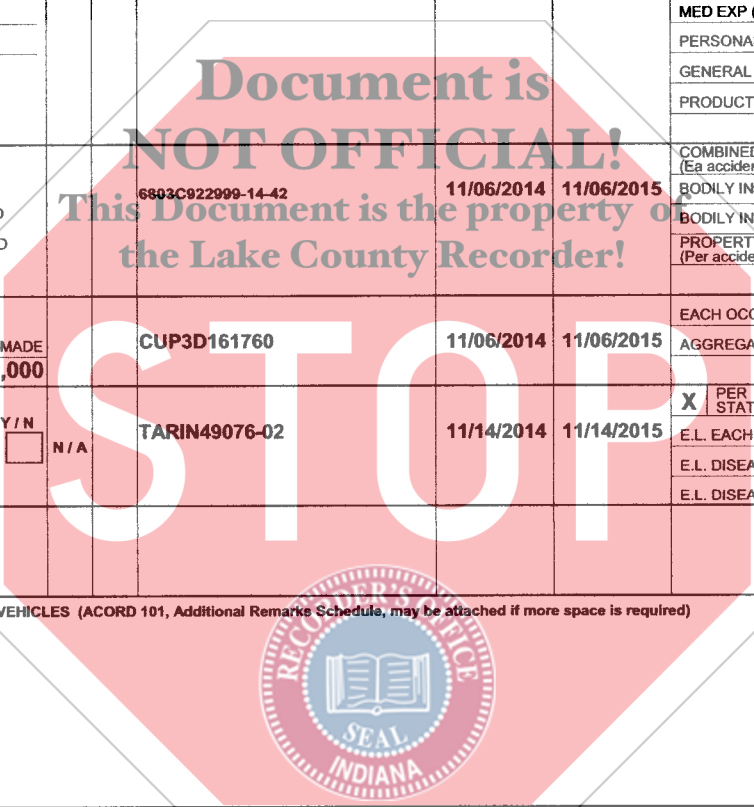 MED EXP (
PERSONA
GENERAL
PRODUCT
Document is
NOT OFFICIAL!
This Document is the property of
the Lake County Recorder!
COMBINED
(Ea acciden
6803C922999-14-42 11/06/2014 11/06/2015 BODILY IN
BODILY IN
PROPERT
(Per accide
EACH OCC
MADE CUP3D161760 11/06/2014 11/06/2015 AGGREGA
,000
X PER
STAT
Y / N
N / A TARIN49076-02 11/14/2014 11/14/2015 E.L. EACH
E.L. DISEA
E.L. DISEA
STOP
VEHICLES (ACORD 101, Additional Remarks Schedule, may be attached if more space is required)
RECORDER'S OFFICE
SEAL
INDIANA